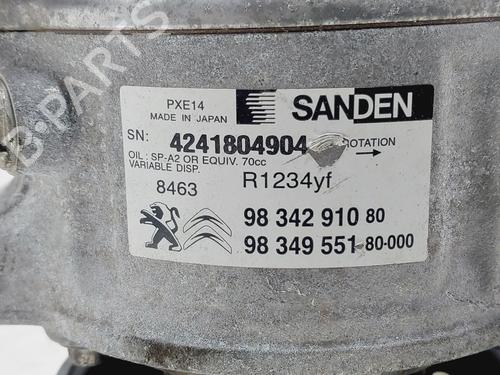 B-PARTS
PXE14
MADE IN JAPAN
SANDEN
SN: 4241804904
ROTATION
OIL : SP-A2 OR EQUIV. 70cc
VARIABLE DISP.
8463
R1234yf
98 342 910 80
98 349 551 80-000